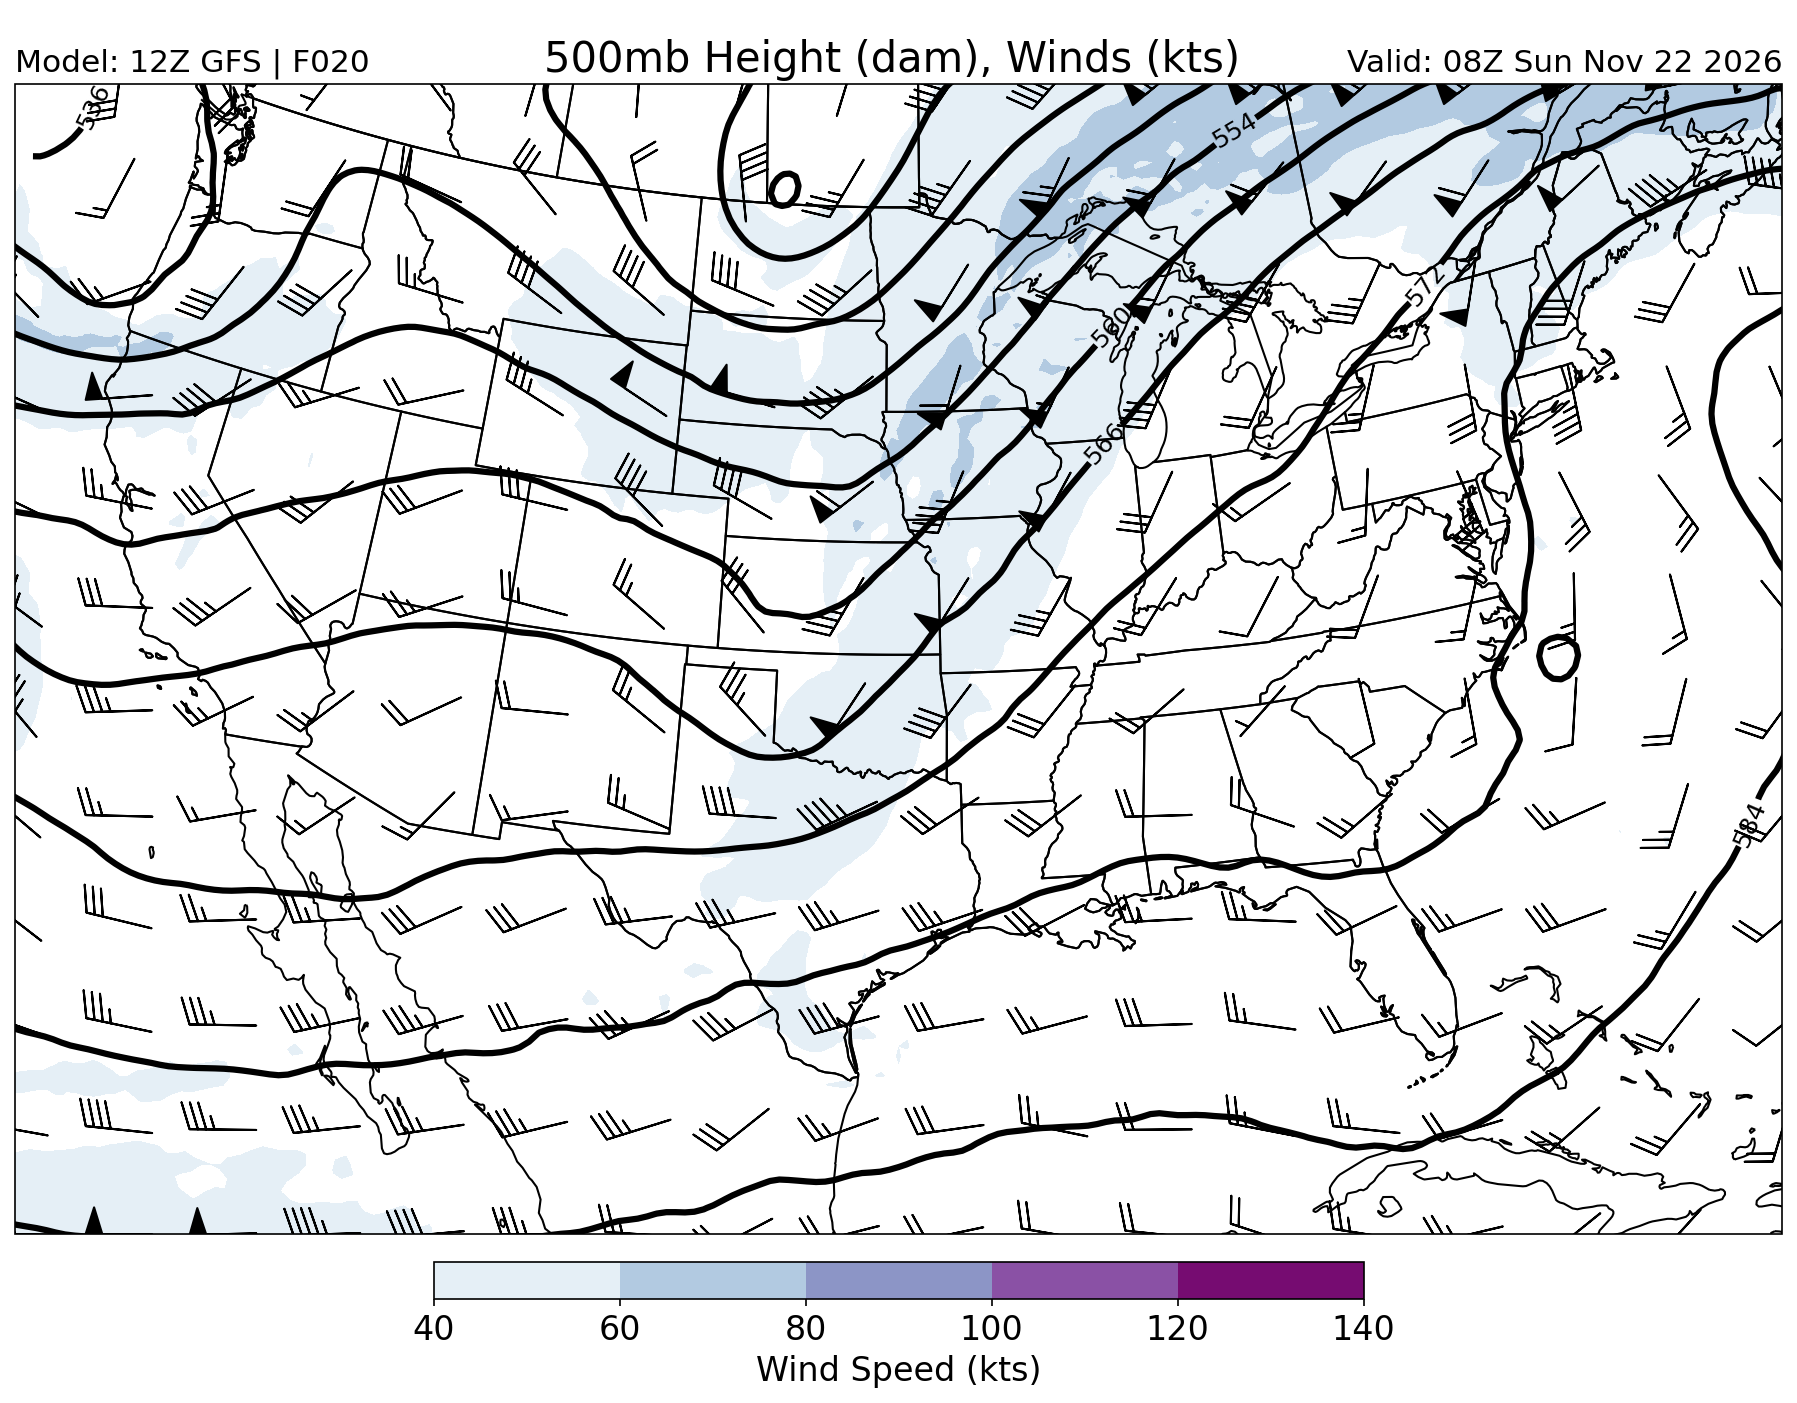 Model: 12Z GFS | F020
500mb Height (dam), Winds (kts)
Valid: 08Z Sun Nov 22 2026
536
554
572
560
566
584
40 60 80 100 120 140
Wind Speed (kts)